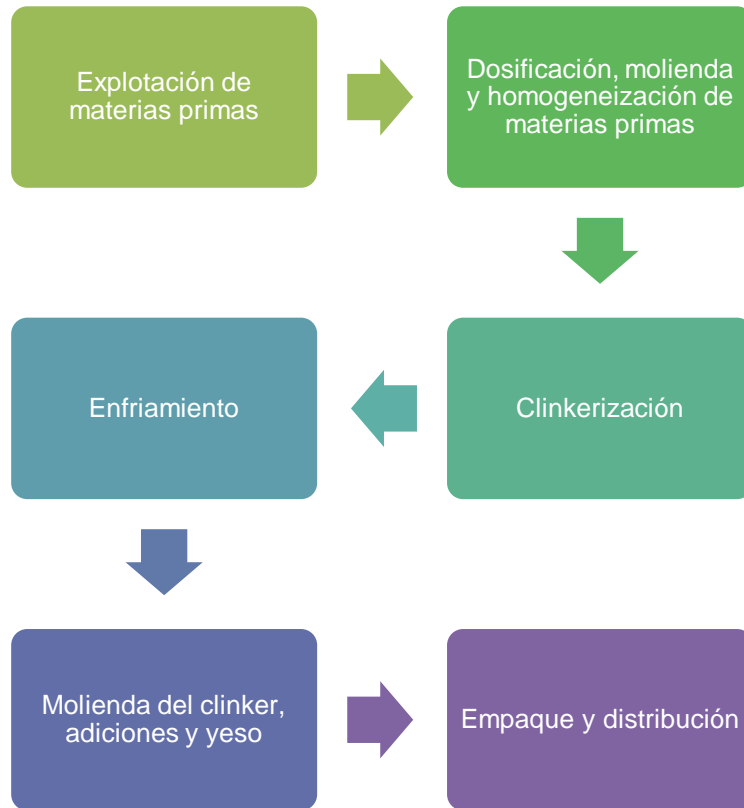 Explotación de
materias primas
Dosificación, molienda
y homogeneización de
materias primas
Clinkerización
Enfriamiento
Molienda del clinker,
adiciones y yeso
Empaque y distribución